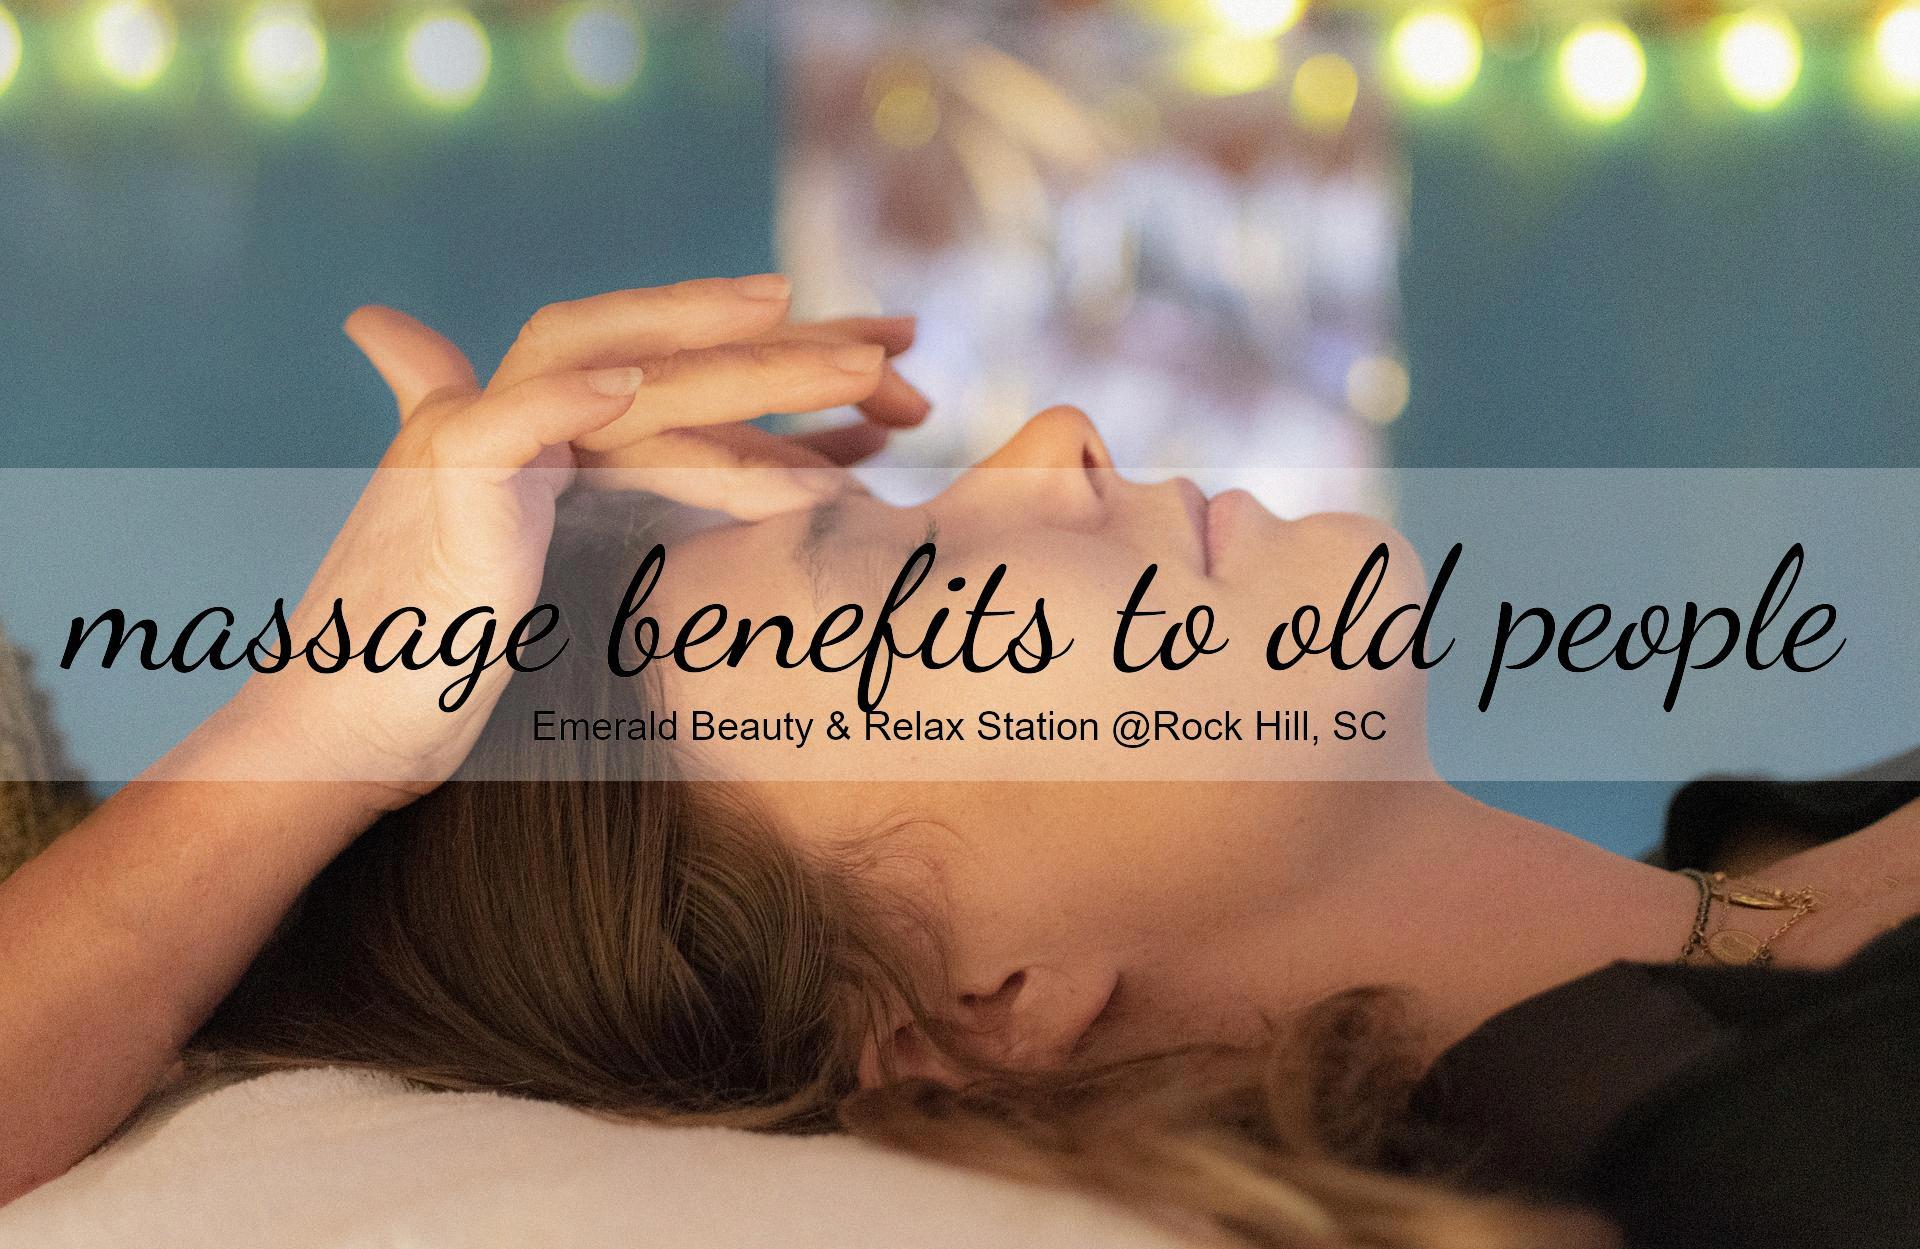 massage benefits to old people
Emerald Beauty & Relax Station @Rock Hill, SC